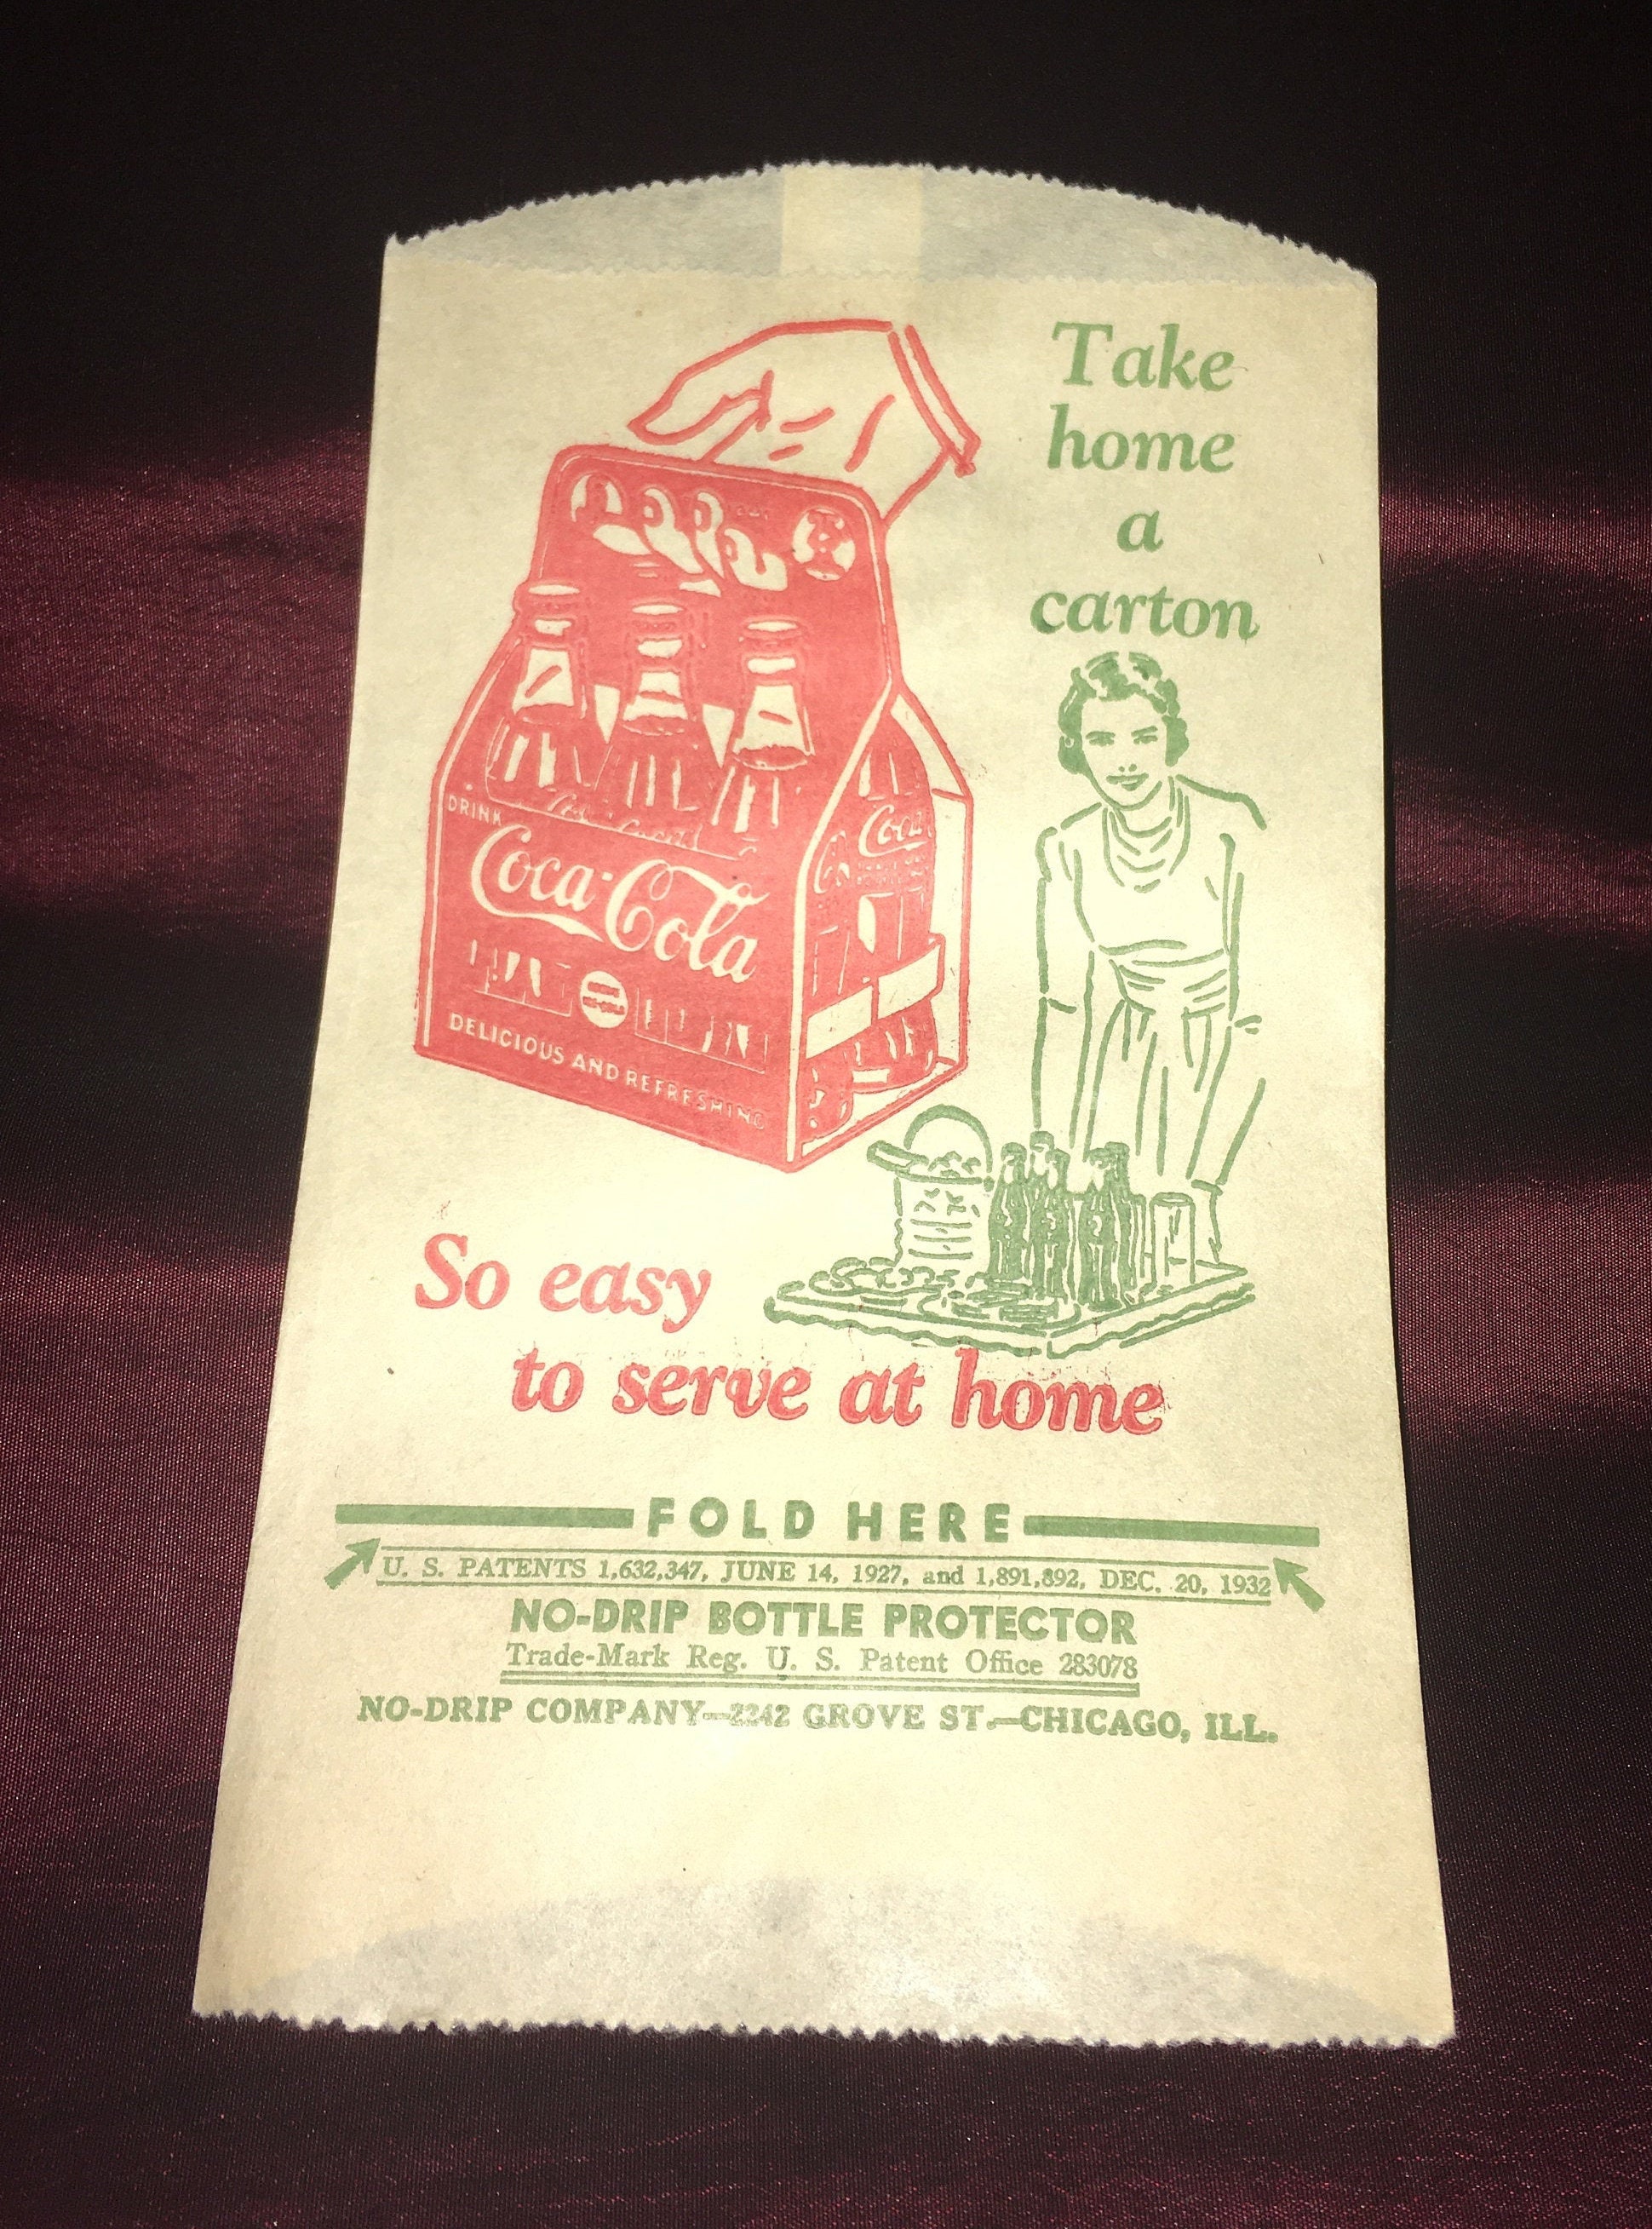 Take
home
a
carton
DRINK
Coca-Cola
Coca
DELICIOUS AND REFRESHING
So easy
to serve at home
FOLD HERE
U. S. PATENTS 1,632,347, JUNE 14, 1927, and 1,891,892, DEC. 20, 1932
NO-DRIP BOTTLE PROTECTOR
Trade-Mark Reg. U. S. Patent Office 283078
NO-DRIP COMPANY—2242 GROVE ST.—CHICAGO, ILL.